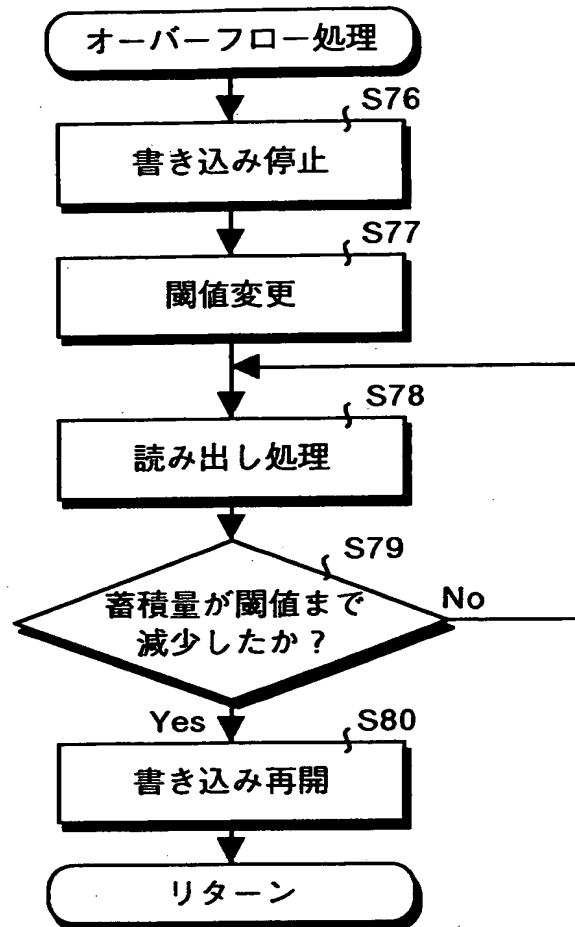 オーバーフロー処理
S76
書き込み停止
S77
閾値変更
S78
読み出し処理
S79
蓄積量が閾値まで
減少したか?
No
Yes
S80
書き込み再開
リターン